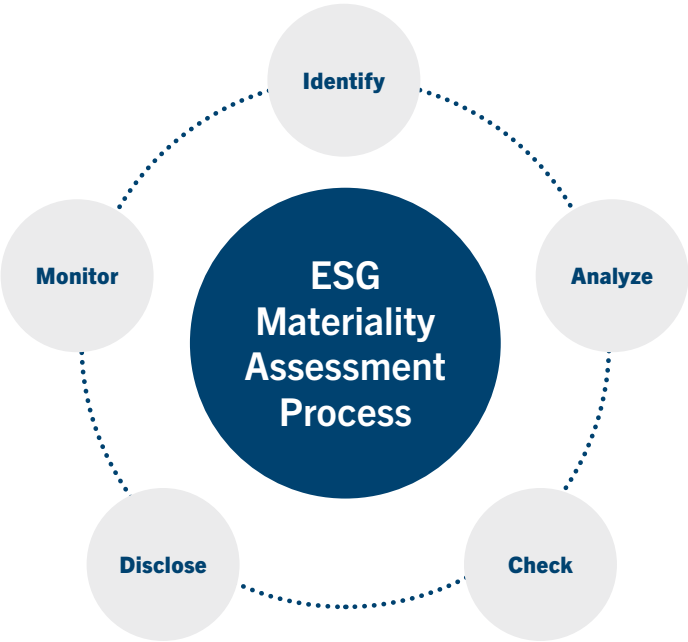 Identify
Monitor
Analyze
ESG
Materiality
Assessment
Process
Disclose
Check